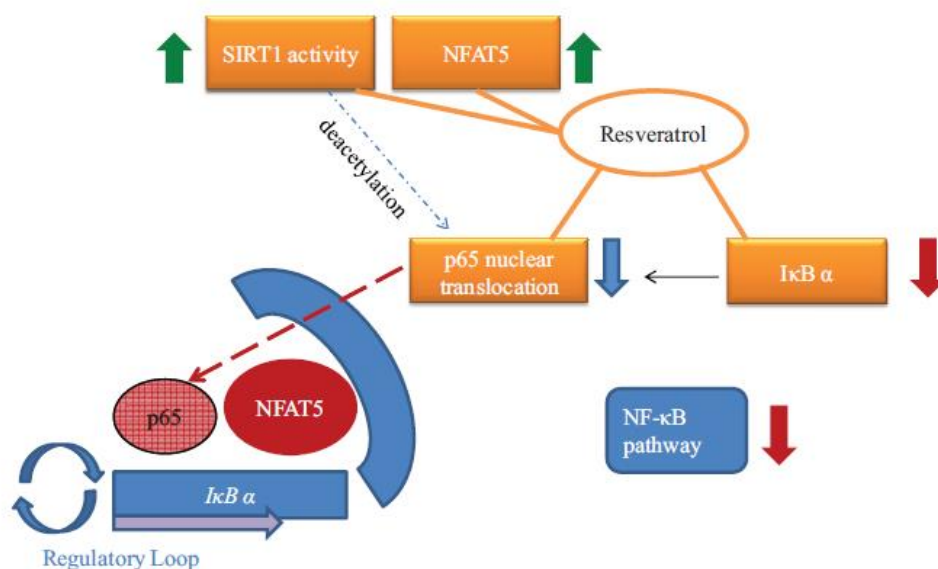 SIRT1 activity
NFAT5
Resveratrol
deacetylation
p65 nuclear
translocation
IκB α
p65
NFAT5
NF-κB
pathway
IκB α
Regulatory Loop